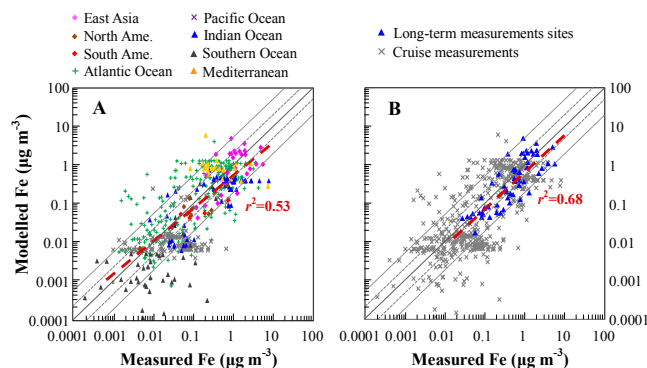 East Asia
North Ame.
South Ame.
Atlantic Ocean
Pacific Ocean
Indian Ocean
Southern Ocean
Mediterranean
Long-term measurements sites
Cruise measurements
A
B
Modelled Fe (µg m⁻³)
100
10
1
0.1
0.01
0.001
0.0001
r²=0.53
r²=0.68
100
10
1
0.1
0.01
0.001
0.0001
0.0001 0.001 0.01 0.1 1 10 100
0.0001 0.001 0.01 0.1 1 10 100
Measured Fe (µg m⁻³)
Measured Fe (µg m⁻³)